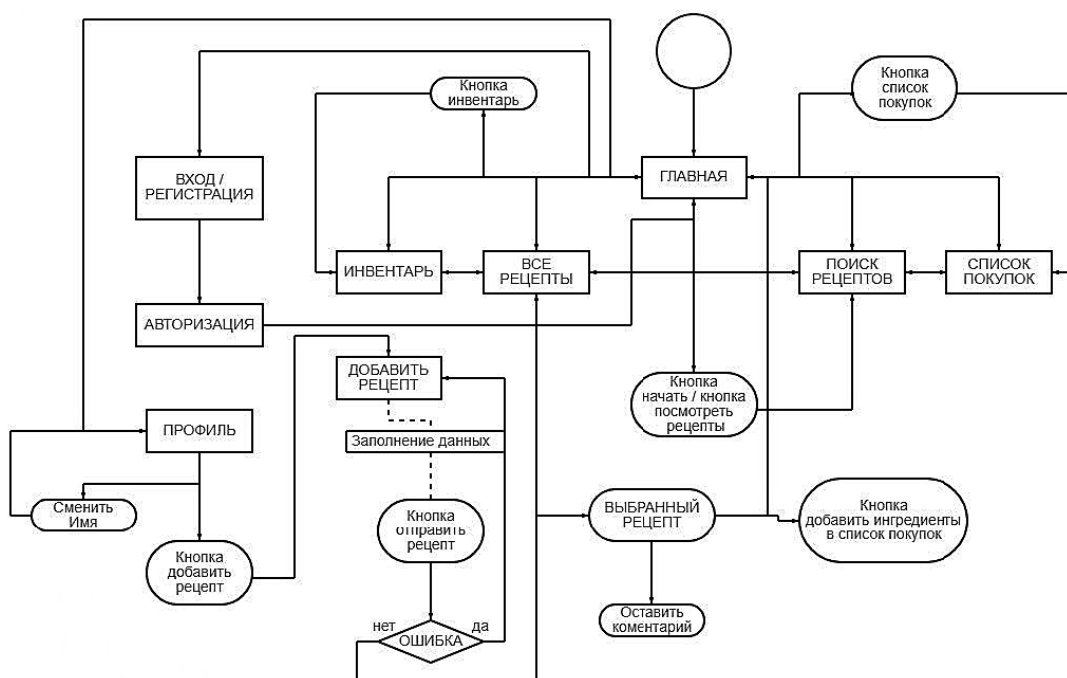 Кнопка
список
покупок
Кнопка
инвентарь
ВХОД /
РЕГИСТРАЦИЯ
ГЛАВНАЯ
ИНВЕНТАРЬ
ВСЕ
РЕЦЕПТЫ
ПОИСК
РЕЦЕПТОВ
СПИСОК
ПОКУПОК
АВТОРИЗАЦИЯ
ДОБАВИТЬ
РЕЦЕПТ
Кнопка
начать / кнопка
посмотреть
рецепты
ПРОФИЛЬ
Заполнение данных
Сменить
Имя
Кнопка
отправить
рецепт
ВЫБРАННЫЙ
РЕЦЕПТ
Кнопка
добавить ингредиенты
в список покупок
Кнопка
добавить
рецепт
Оставить
коментарий
нет
ОШИБКА
да